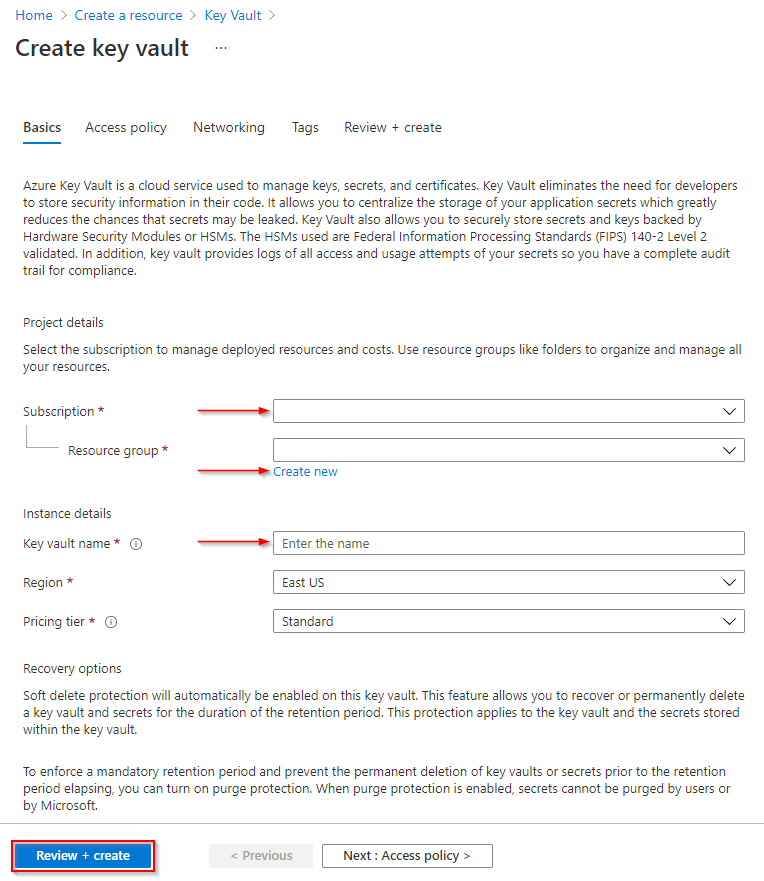 Home > Create a resource > Key Vault >
Create key vault ...
Basics Access policy Networking Tags Review + create
Azure Key Vault is a cloud service used to manage keys, secrets, and certificates. Key Vault eliminates the need for developers
to store security information in their code. It allows you to centralize the storage of your application secrets which greatly
reduces the chances that secrets may be leaked. Key Vault also allows you to securely store secrets and keys backed by
Hardware Security Modules or HSMs. The HSMs used are Federal Information Processing Standards (FIPS) 140-2 Level 2
validated. In addition, key vault provides logs of all access and usage attempts of your secrets so you have a complete audit
trail for compliance.
Project details
Select the subscription to manage deployed resources and costs. Use resource groups like folders to organize and manage all
your resources.
Subscription *
Resource group *
Create new
Instance details
Key vault name * Enter the name
Region * East US
Pricing tier * Standard
Recovery options
Soft delete protection will automatically be enabled on this key vault. This feature allows you to recover or permanently delete
a key vault and secrets for the duration of the retention period. This protection applies to the key vault and the secrets stored
within the key vault.
To enforce a mandatory retention period and prevent the permanent deletion of key vaults or secrets prior to the retention
period elapsing, you can turn on purge protection. When purge protection is enabled, secrets cannot be purged by users or
by Microsoft.
Review + create < Previous Next : Access policy >